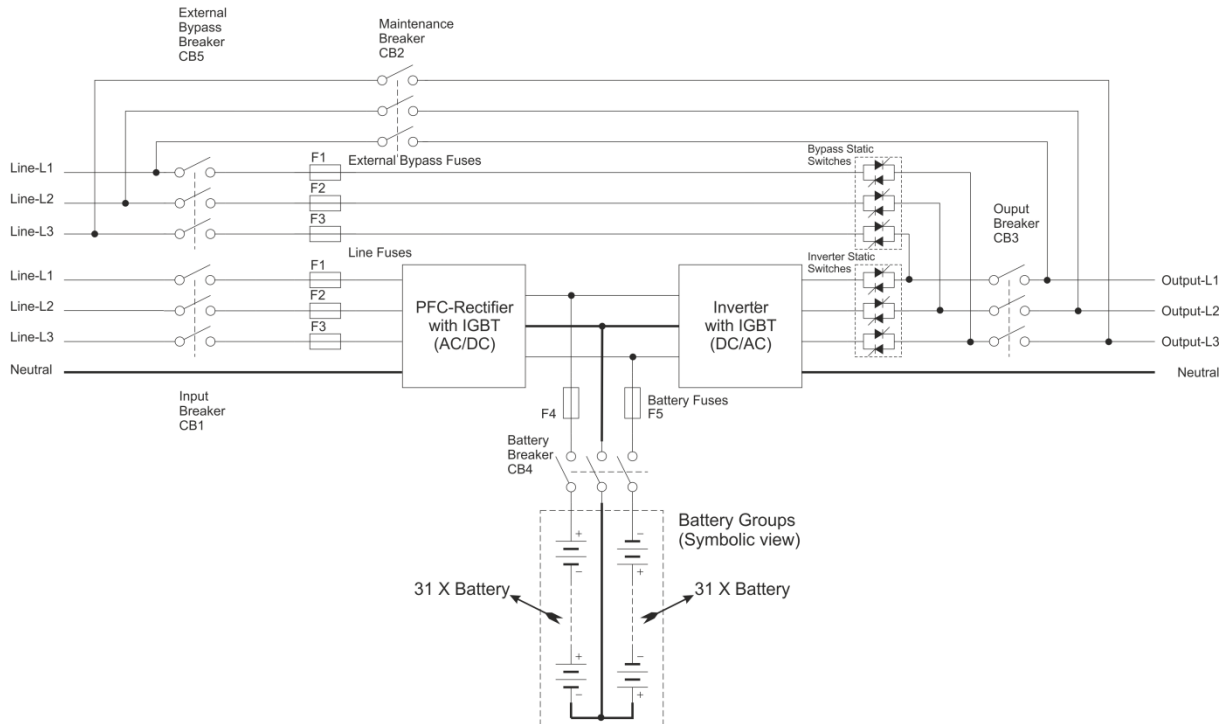 External
Bypass
Breaker
CB5
Maintenance
Breaker
CB2
Line-L1
F1
External Bypass Fuses
Bypass Static
Switches
Line-L2
F2
Line-L3
F3
Ouput
Breaker
CB3
Line Fuses
Inverter Static
Switches
Line-L1
F1
Output-L1
Line-L2
F2
PFC-Rectifier
with IGBT
(AC/DC)
Inverter
with IGBT
(DC/AC)
Output-L2
Line-L3
F3
Output-L3
Neutral
Neutral
Input
Breaker
CB1
F4
Battery Fuses
F5
Battery
Breaker
CB4
Battery Groups
(Symbolic view)
+
-
-
+
31 X Battery
31 X Battery
+
-
-
+